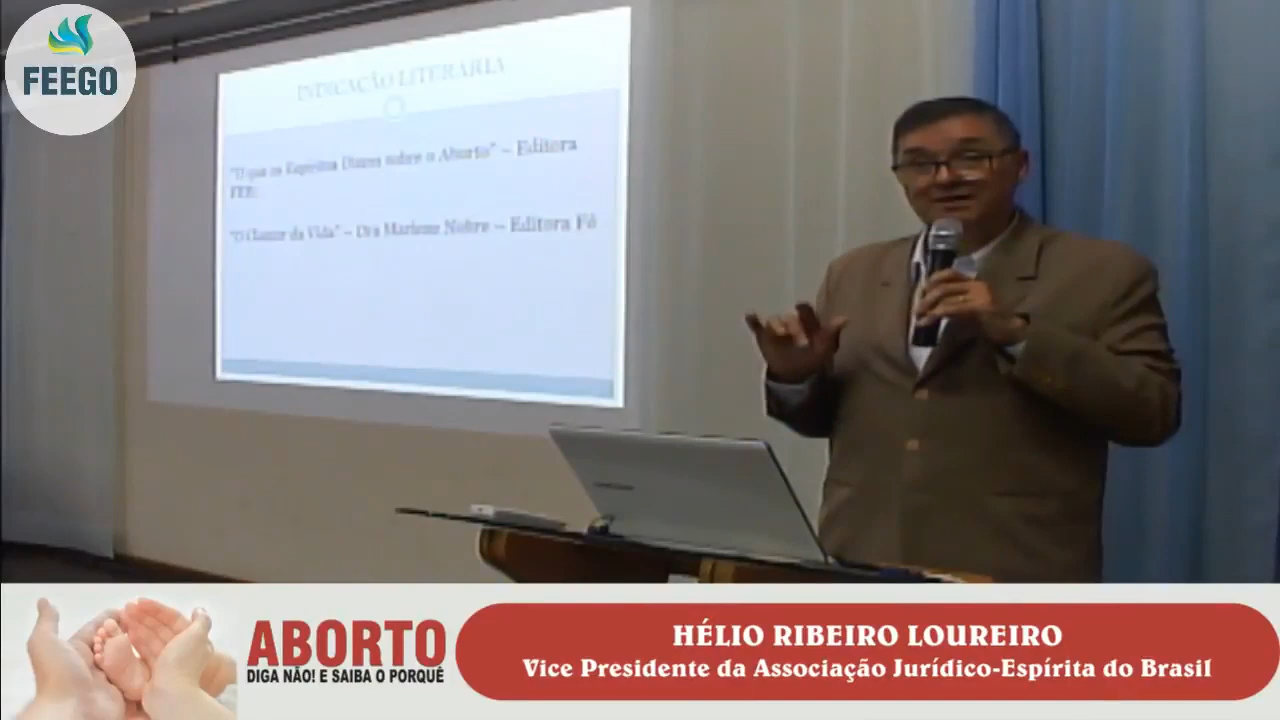 FEEGO
INDICAÇÃO LITERÁRIA
"O que os Espíritos Dizem sobre o Aborto" – Editora
FEB;
"O Clamor da Vida" – Dra Marlene Nobre – Editora Fé
ABORTO
DIGA NÃO! E SAIBA O PORQUÊ
HÉLIO RIBEIRO LOUREIRO
Vice Presidente da Associação Jurídico-Espírita do Brasil